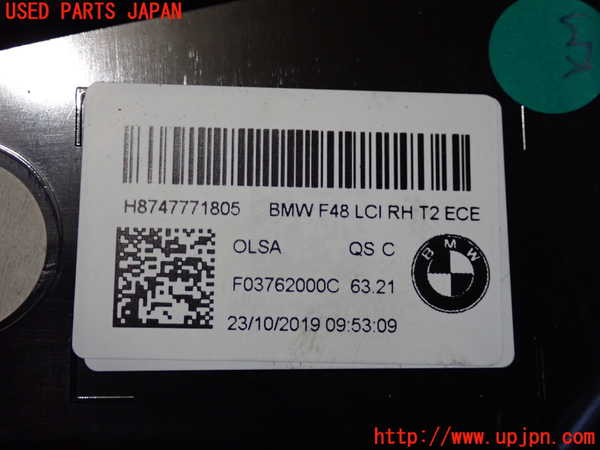 USED PARTS JAPAN
H8747771805 BMW F48 LCI RH T2 ECE
OLSA QS C
BMW
F03762000C 63.21
23/10/2019 09:53:09
http://www.upjpn.com/